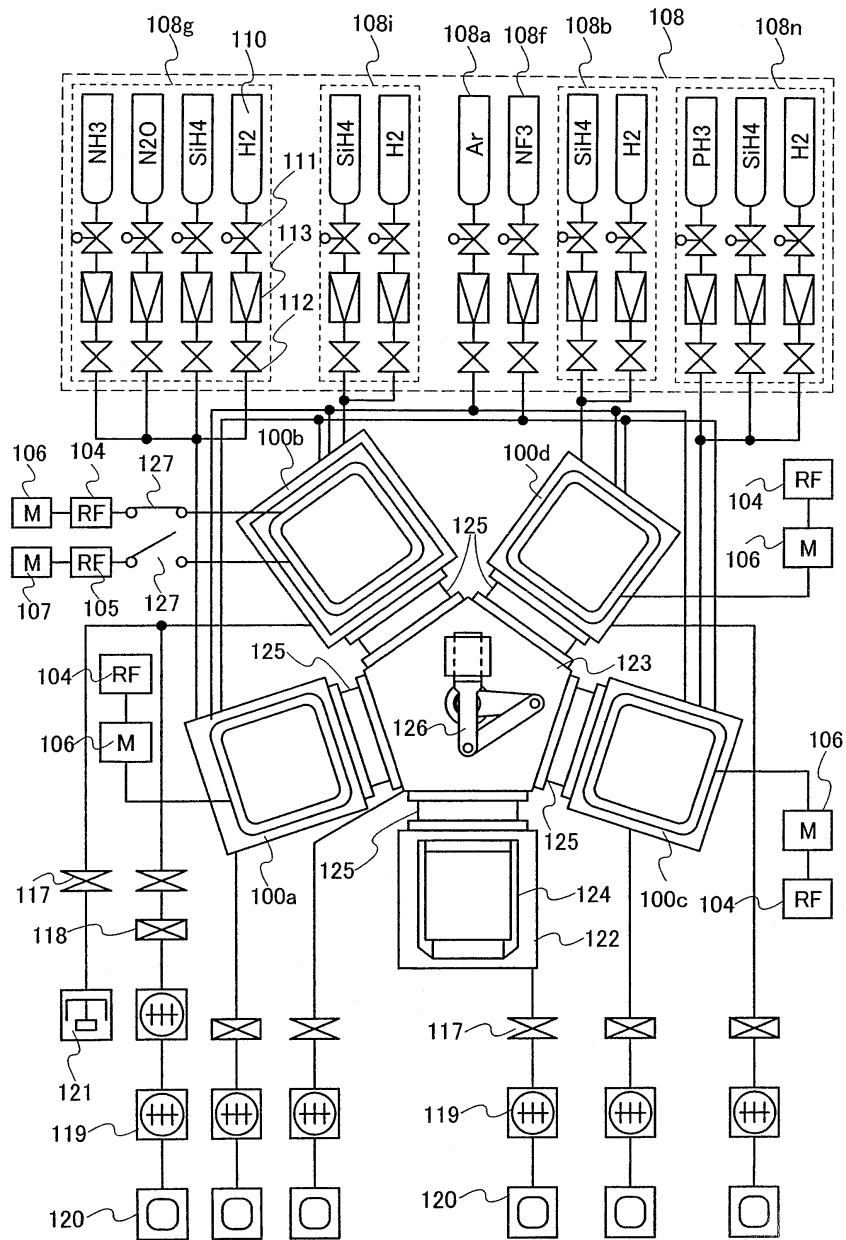 108g 110 108i 108a 108f 108b 108 108n
NH3 N2O SiH4 H2 SiH4 H2 Ar NF3 SiH4 H2 PH3 SiH4 H2
111
113
112
100b 100d
106 104 127 104
M RF RF
125 106
M RF M
107 105 127
125 123
104 RF
106 M 126 106
M
125 125
117 100a 124 100c 104 RF
118 122
117
121
119 119
120 120